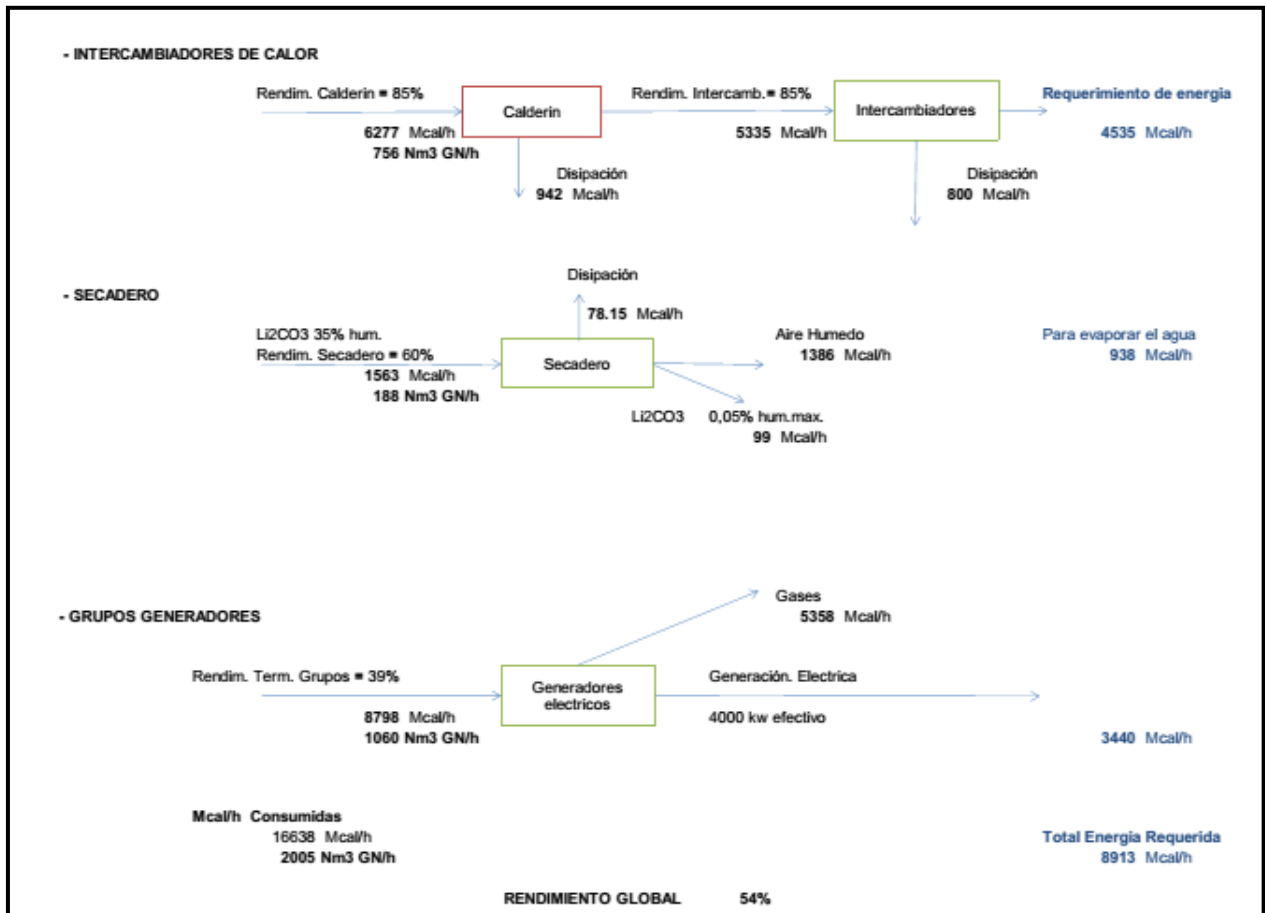 - INTERCAMBIADORES DE CALOR
Rendim. Calderin = 85%
Calderin
Rendim. Intercamb.= 85%
Intercambiadores
Requerimiento de energia
6277 Mcal/h
5335 Mcal/h
4535 Mcal/h
756 Nm3 GN/h
Disipación
942 Mcal/h
Disipación
800 Mcal/h
Disipación
- SECADERO
78.15 Mcal/h
Li2CO3 35% hum.
Rendim. Secadero = 60%
1563 Mcal/h
188 Nm3 GN/h
Secadero
Aire Humedo
1386 Mcal/h
Para evaporar el agua
938 Mcal/h
Li2CO3 0,05% hum.max.
99 Mcal/h
Gases
5358 Mcal/h
- GRUPOS GENERADORES
Rendim. Term. Grupos = 39%
8798 Mcal/h
1060 Nm3 GN/h
Generadores
electricos
Generación. Electrica
4000 kw efectivo
3440 Mcal/h
Mcal/h Consumidas
16638 Mcal/h
2005 Nm3 GN/h
Total Energía Requerida
8913 Mcal/h
RENDIMIENTO GLOBAL 54%